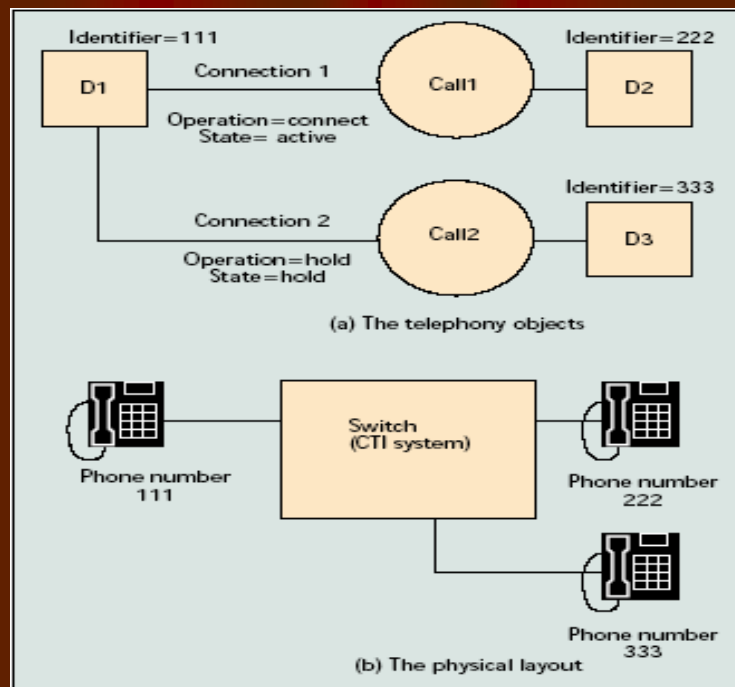 Identifier=111
Identifier=222
D1
Connection 1
Call1
D2
Operation=connect
State= active
Identifier=333
Connection 2
Call2
D3
Operation=hold
State=hold
(a) The telephony objects
Switch
(CTI system)
Phone number
111
Phone number
222
Phone number
333
(b) The physical layout